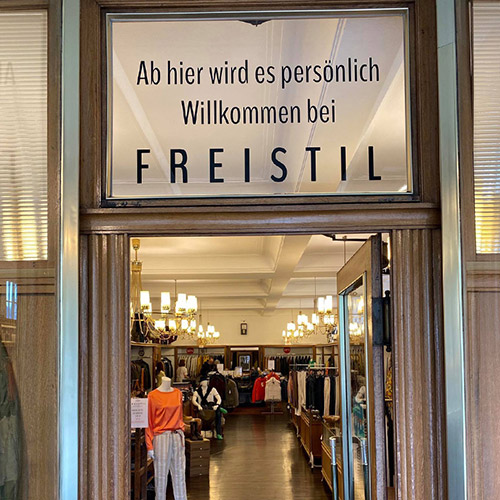 Ab hier wird es persönlich
Willkommen bei
FREISTIL